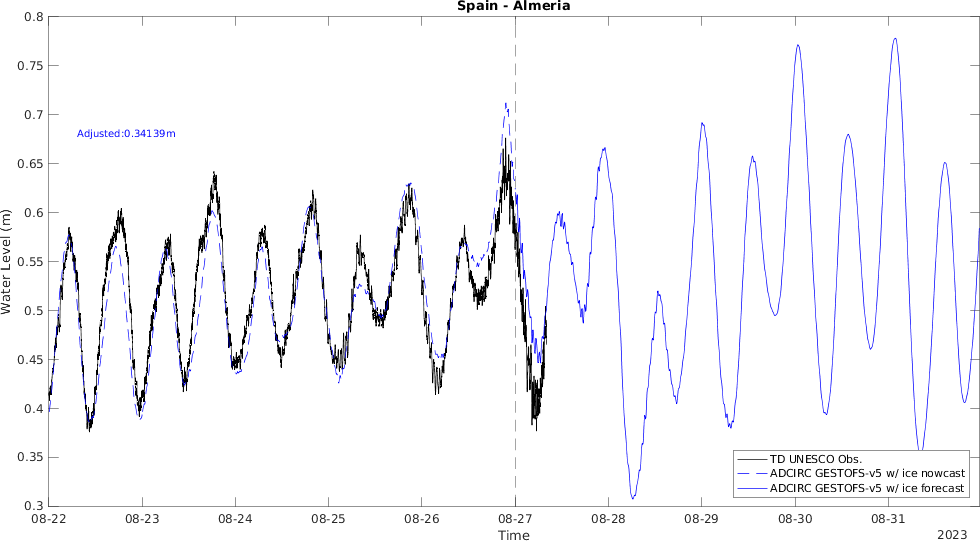 Spain - Almeria
0.8
0.75
0.7
0.65
0.6
0.55
0.5
0.45
0.4
0.35
0.3
Water Level (m)
Adjusted:0.34139m
TD UNESCO Obs.
ADCIRC GESTOFS-v5 w/ ice nowcast
ADCIRC GESTOFS-v5 w/ ice forecast
08-22 08-23 08-24 08-25 08-26 08-27 08-28 08-29 08-30 08-31
Time
2023